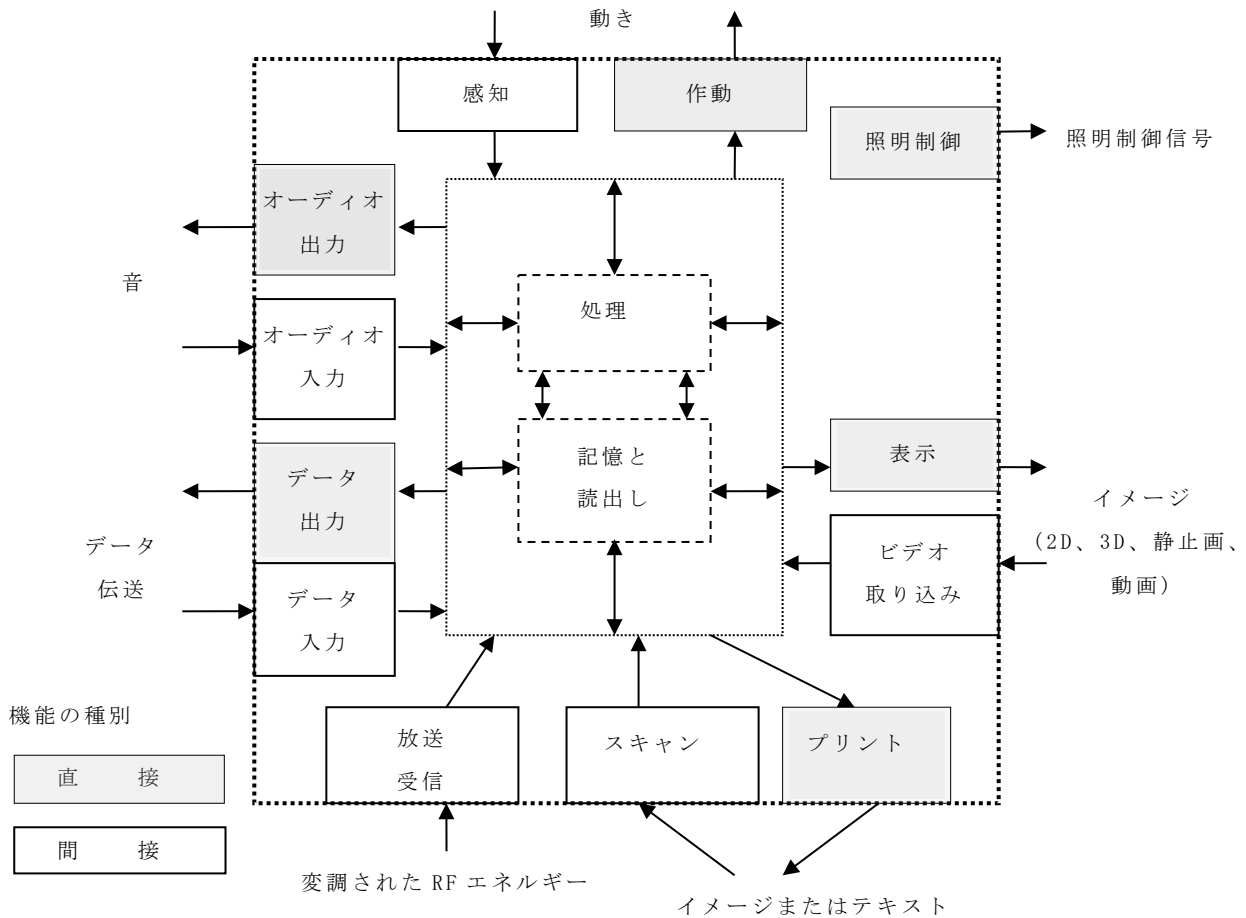 動き
感知
作動
照明制御
照明制御信号
オーディオ
出力
音
オーディオ
入力
処理
記憶と
読出し
データ
出力
データ
伝送
データ
入力
表示
イメージ
(2D、3D、静止画、
動画)
ビデオ
取り込み
機能の種別
直 接
間 接
放送
受信
スキャン
プリント
変調された RF エネルギー
イメージまたはテキスト